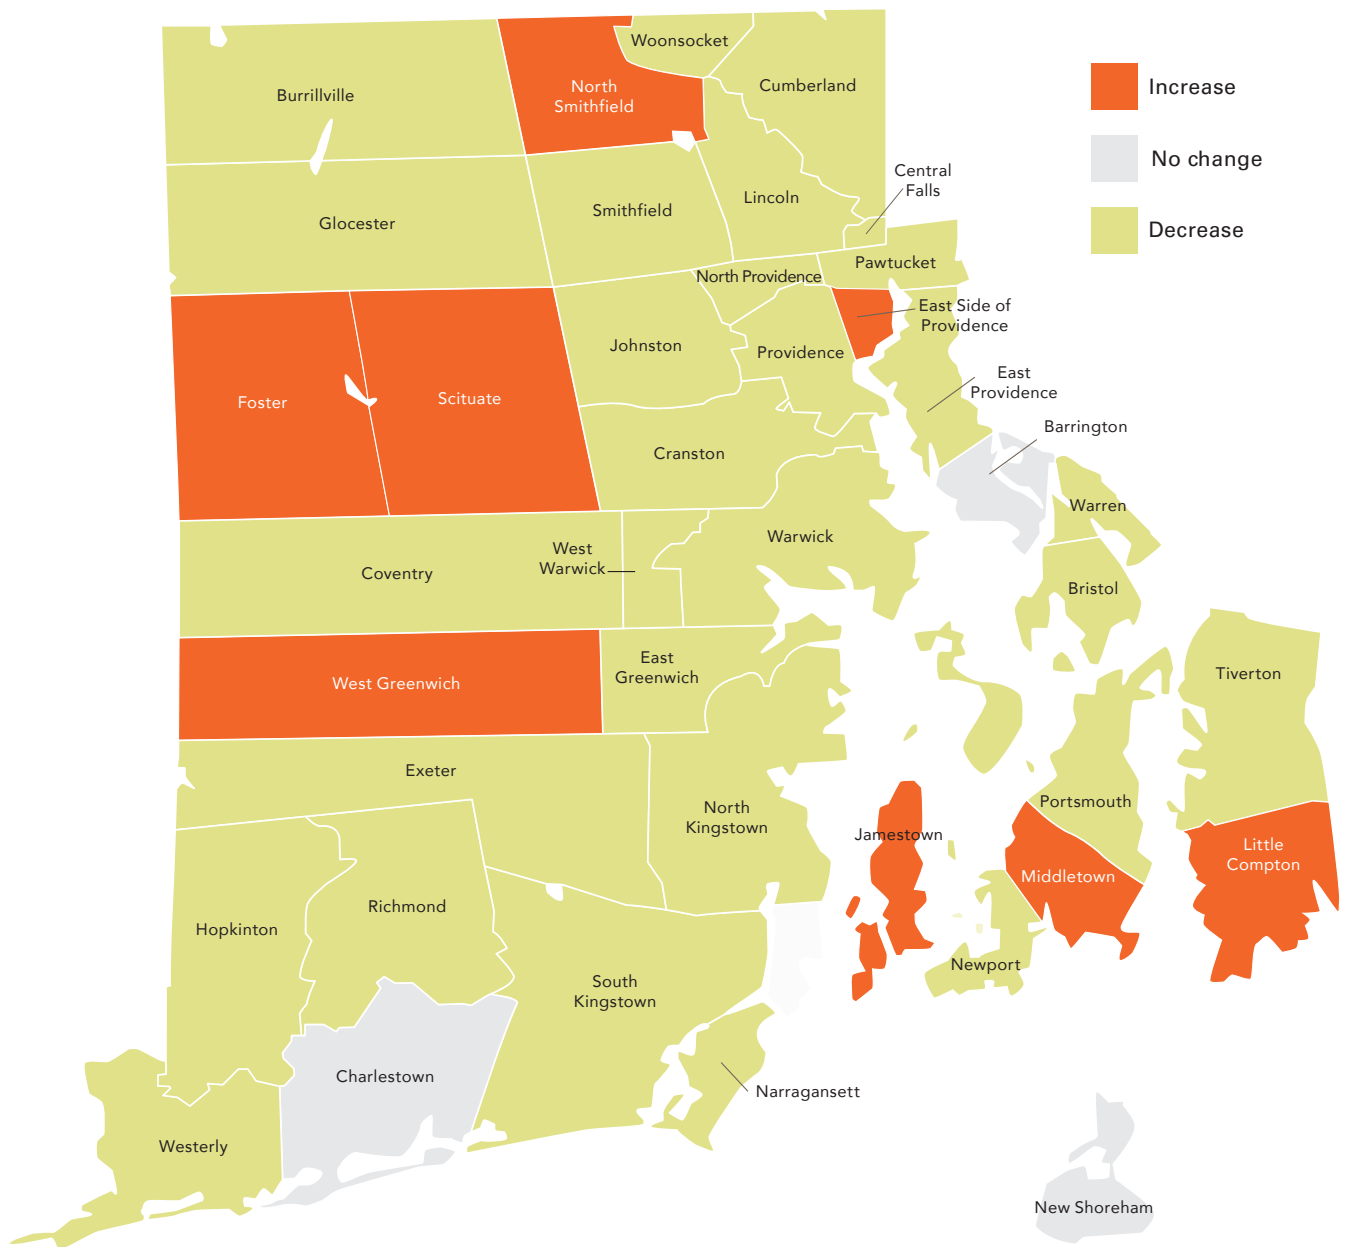 Woonsocket
Burrillville
North
Smithfield
Cumberland
Increase
No change
Decrease
Central
Falls
Glocester
Smithfield
Lincoln
North Providence
Pawtucket
East Side of
Providence
Johnston
Providence
Foster
Scituate
East
Providence
Barrington
Cranston
Warren
Warwick
West
Warwick
Coventry
Bristol
East
Greenwich
West Greenwich
Tiverton
Exeter
North
Kingstown
Portsmouth
Jamestown
Little
Compton
Middletown
Richmond
Hopkinton
Newport
South
Kingstown
Charlestown
Narragansett
Westerly
New Shoreham